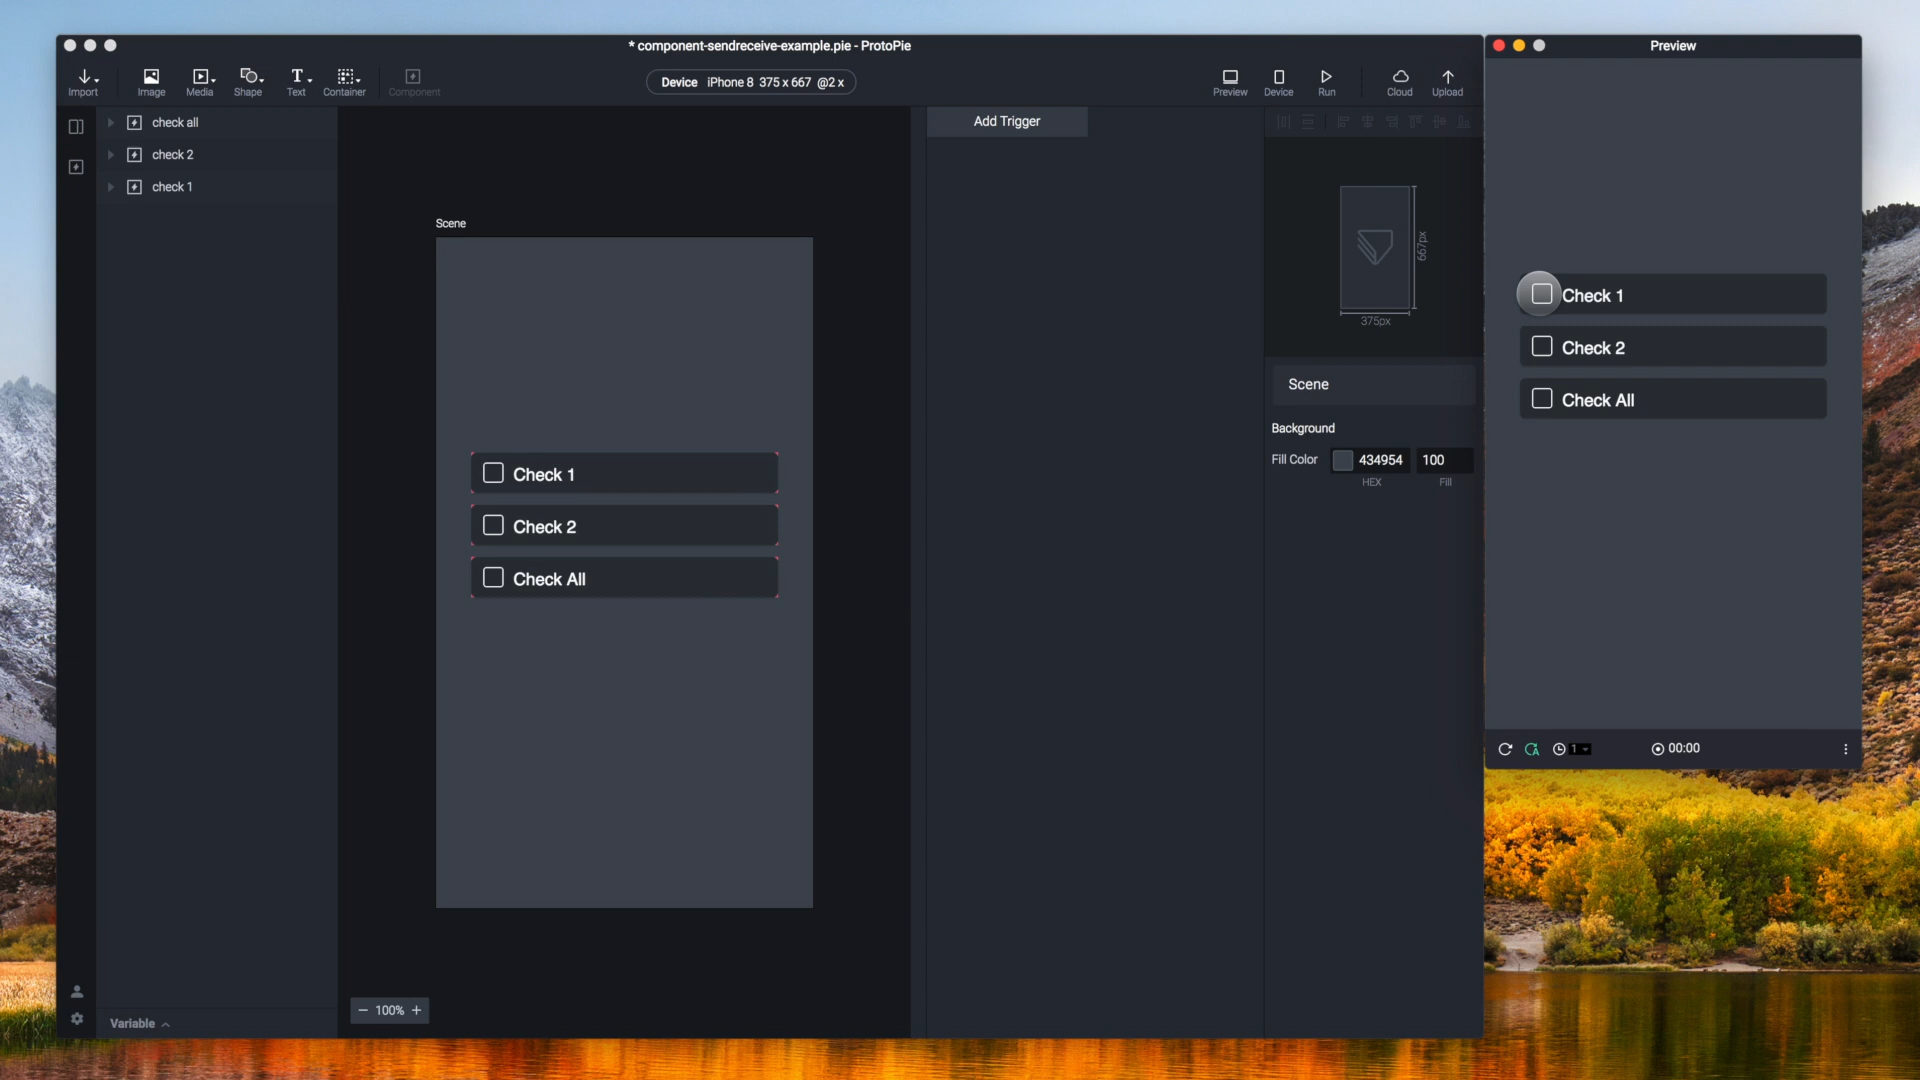 * component-sendreceive-example.pie - ProtoPie
Import
Image
Media
Shape
Text
Container
Component
Device iPhone 8 375 x 667 @2 x
Preview
Device
Run
Cloud
Upload
check all
check 2
check 1
Scene
Check 1
Check 2
Check All
Add Trigger
667px
375px
Scene
Background
Fill Color 434954 100
HEX Fill
Variable
100%
Preview
Check 1
Check 2
Check All
1
00:00